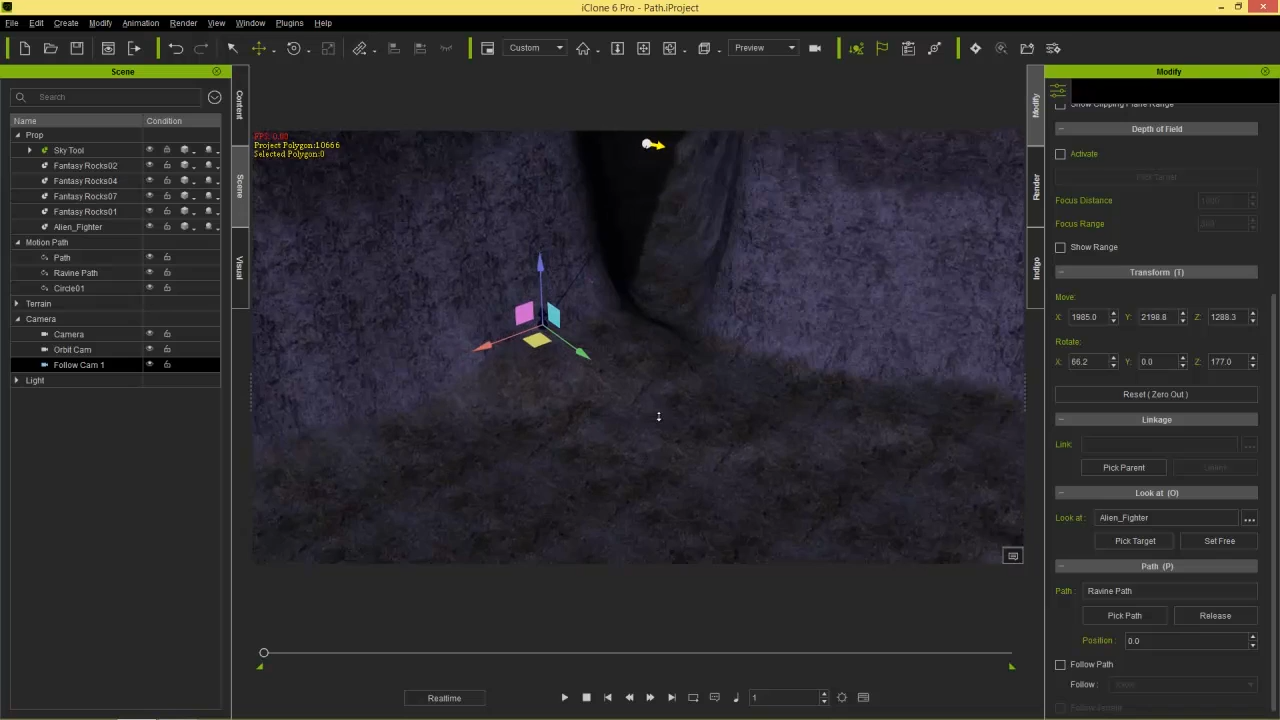 iClone 6 Pro - Path.iProject
File Edit Create Modify Animation Render View Window Plugins Help
Custom
Preview
Scene
Modify
Search
Name Condition
Prop
Sky Tool
Fantasy Rocks02
Fantasy Rocks04
Fantasy Rocks07
Fantasy Rocks01
Alien_Fighter
Motion Path
Path
Ravine Path
Circle01
Terrain
Camera
Camera
Orbit Cam
Follow Cam 1
Light
Content
Scene
Visual
Project Polygon:10666
Selected Polygon:0
Modify
Render
Indigo
Show Clipping Plane Range
Depth of Field
Activate
Focus Distance
Focus Range
Show Range
Transform (T)
Move:
X: 1985.0 Y: 2198.8 Z: 1288.3
Rotate:
X: 66.2 Y: 0.0 Z: 177.0
Reset ( Zero Out )
Linkage
Link:
Pick Parent
Look at (O)
Look at : Alien_Fighter ...
Pick Target Set Free
Path (P)
Path : Ravine Path
Pick Path Release
Position : 0.0
Follow Path
Follow :
Realtime
1